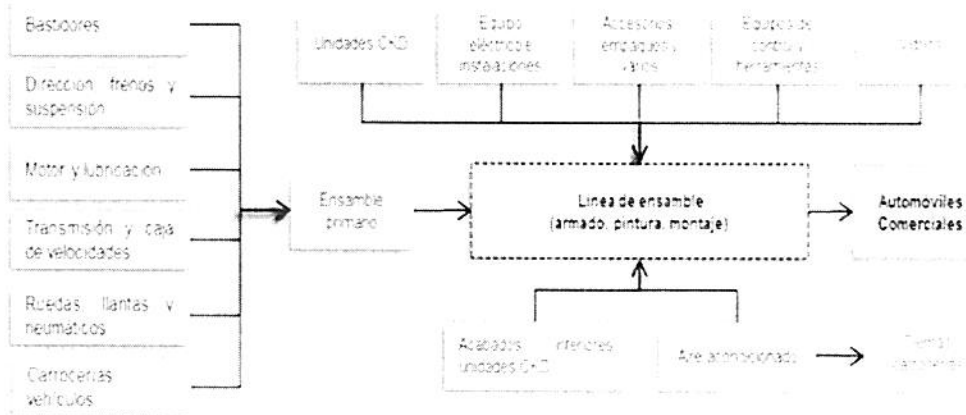 Bastidores
Dirección frenos y
suspensión
Motor y lubricación
Transmisión y caja
de velocidades
Ruedas, llantas y
neumáticos
Carrocerías
vehículos
Unidades CKD
Equipo
eléctrico e
instalaciones
Accesorios,
empaques y
varios
Equipos de
control y
herramientas
Ensamble
primario
Línea de ensamble
(armado, pintura, montaje)
Automóviles
Comerciales
Acabados interiores
unidades CKD
Aire acondicionado